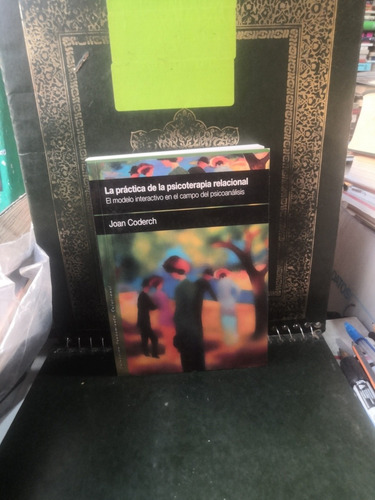 La práctica de la psicoterapia relacional
El modelo interactivo en el campo del psicoanálisis
Joan Coderch